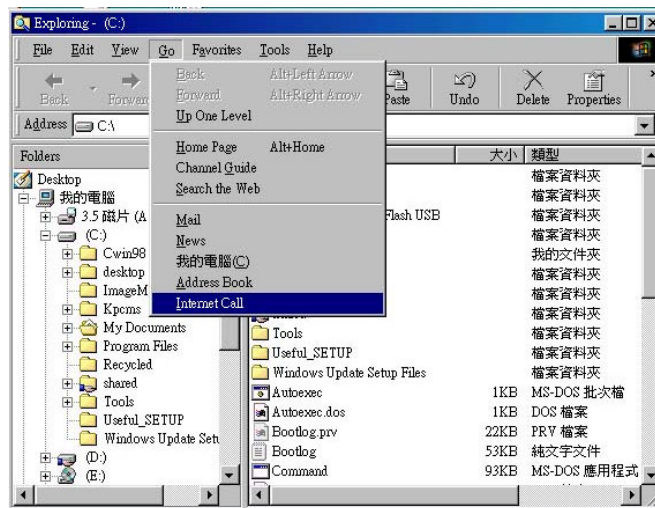 Exploring - (C:)
File Edit View Go Favorites Tools Help
Back Forward Paste Undo Delete Properties
Address C:\
Back Alt+Left Arrow
Forward Alt+Right Arrow
Up One Level
Home Page Alt+Home
Channel Guide
Search the Web
Mail
News
我的電腦(C)
Address Book
Internet Call
Folders
Desktop
我的電腦
3.5 磁片 (A
(C:)
Cwin98
desktop
ImageM
Kpcms
My Documents
Program Files
Recycled
shared
Tools
Useful_SETUP
Windows Update Setu
(D:)
(E:)
大小 類型
檔案資料夾
檔案資料夾
Flash USB 檔案資料夾
檔案資料夾
我的文件夾
檔案資料夾
檔案資料夾
檔案資料夾
Tools 檔案資料夾
Useful_SETUP 檔案資料夾
Windows Update Setup Files 檔案資料夾
Autoexec 1KB MS-DOS 批次檔
Autoexec.dos 1KB DOS 檔案
Bootlog.prv 22KB PRV 檔案
Bootlog 53KB 純文字文件
Command 93KB MS-DOS 應用程式